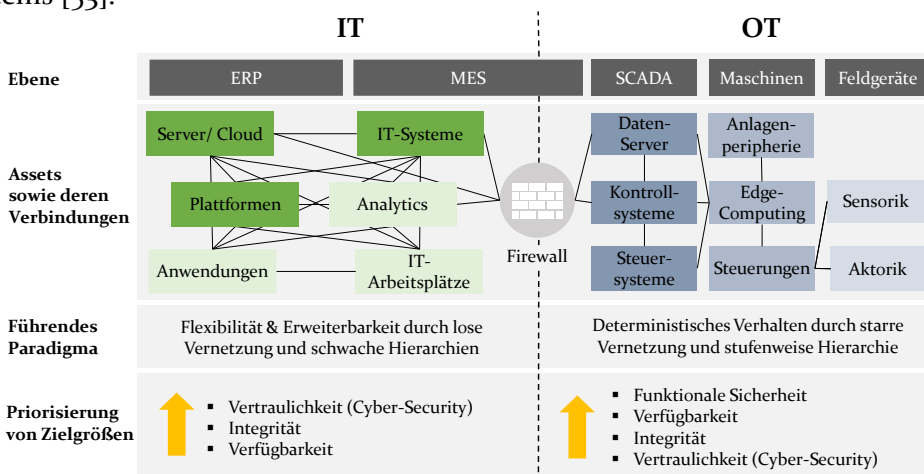 IT
OT
Ebene
ERP
MES
SCADA
Maschinen
Feldgeräte
Assets
sowie deren
Verbindungen
Server/ Cloud
IT-Systeme
Plattformen
Analytics
Anwendungen
IT-
Arbeitsplätze
Firewall
Daten-
Server
Kontroll-
systeme
Steuer-
systeme
Anlagen-
peripherie
Edge-
Computing
Steuerungen
Sensorik
Aktorik
Führendes
Paradigma
Flexibilität & Erweiterbarkeit durch lose
Vernetzung und schwache Hierarchien
Deterministisches Verhalten durch starre
Vernetzung und stufenweise Hierarchie
Priorisierung
von Zielgrößen
▪ Vertraulichkeit (Cyber-Security)
▪ Integrität
▪ Verfügbarkeit
▪ Funktionale Sicherheit
▪ Verfügbarkeit
▪ Integrität
▪ Vertraulichkeit (Cyber-Security)